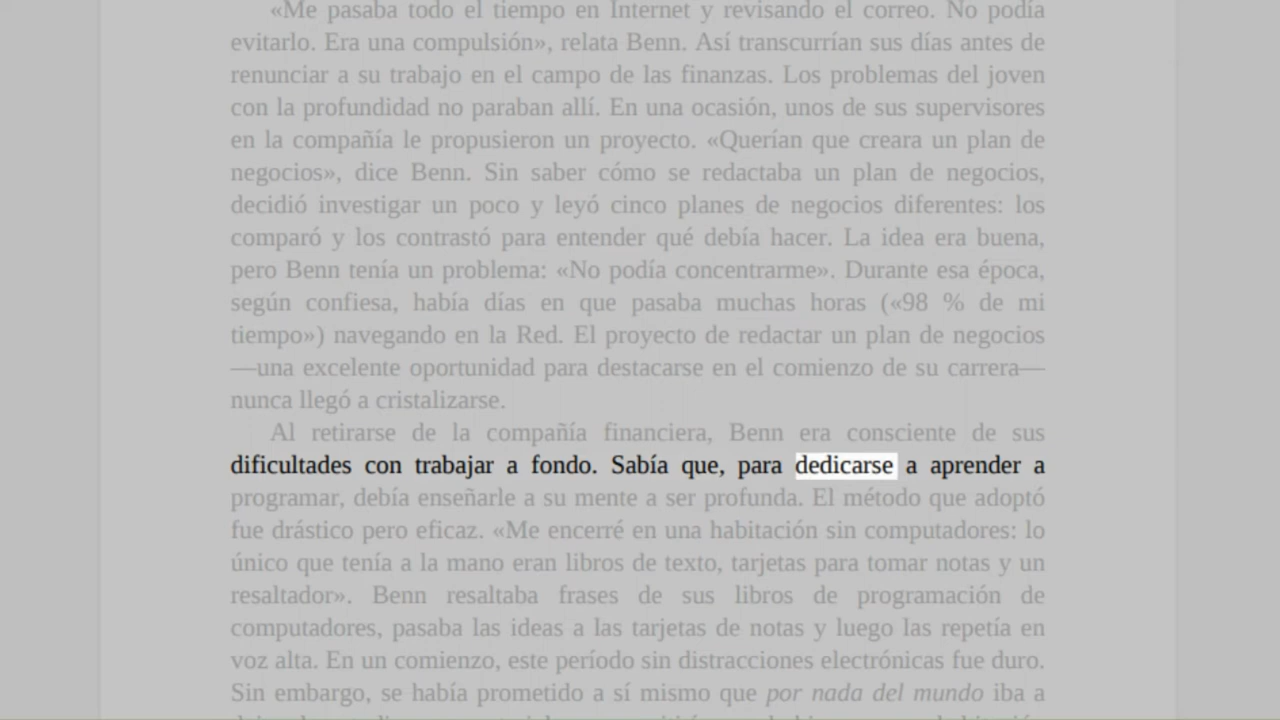 «Me pasaba todo el tiempo en Internet y revisando el correo. No podía
evitarlo. Era una compulsión», relata Benn. Así transcurrían sus días antes de
renunciar a su trabajo en el campo de las finanzas. Los problemas del joven
con la profundidad no paraban allí. En una ocasión, unos de sus supervisores
en la compañía le propusieron un proyecto. «Querían que creara un plan de
negocios», dice Benn. Sin saber cómo se redactaba un plan de negocios,
decidió investigar un poco y leyó cinco planes de negocios diferentes: los
comparó y los contrastó para entender qué debía hacer. La idea era buena,
pero Benn tenía un problema: «No podía concentrarme». Durante esa época,
según confiesa, había días en que pasaba muchas horas («98 % de mi
tiempo») navegando en la Red. El proyecto de redactar un plan de negocios
—una excelente oportunidad para destacarse en el comienzo de su carrera—
nunca llegó a cristalizarse.
Al retirarse de la compañía financiera, Benn era consciente de sus
dificultades con trabajar a fondo. Sabía que, para dedicarse a aprender a
programar, debía enseñarle a su mente a ser profunda. El método que adoptó
fue drástico pero eficaz. «Me encerré en una habitación sin computadores: lo
único que tenía a la mano eran libros de texto, tarjetas para tomar notas y un
resaltador». Benn resaltaba frases de sus libros de programación de
computadores, pasaba las ideas a las tarjetas de notas y luego las repetía en
voz alta. En un comienzo, este período sin distracciones electrónicas fue duro.
Sin embargo, se había prometido a sí mismo que por nada del mundo iba a